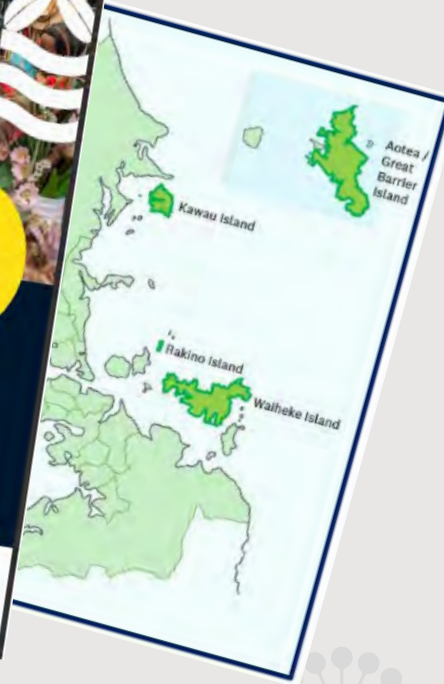 Aotea /
Great
Barrier
Island
Kawau Island
Rakino Island
Waiheke Island